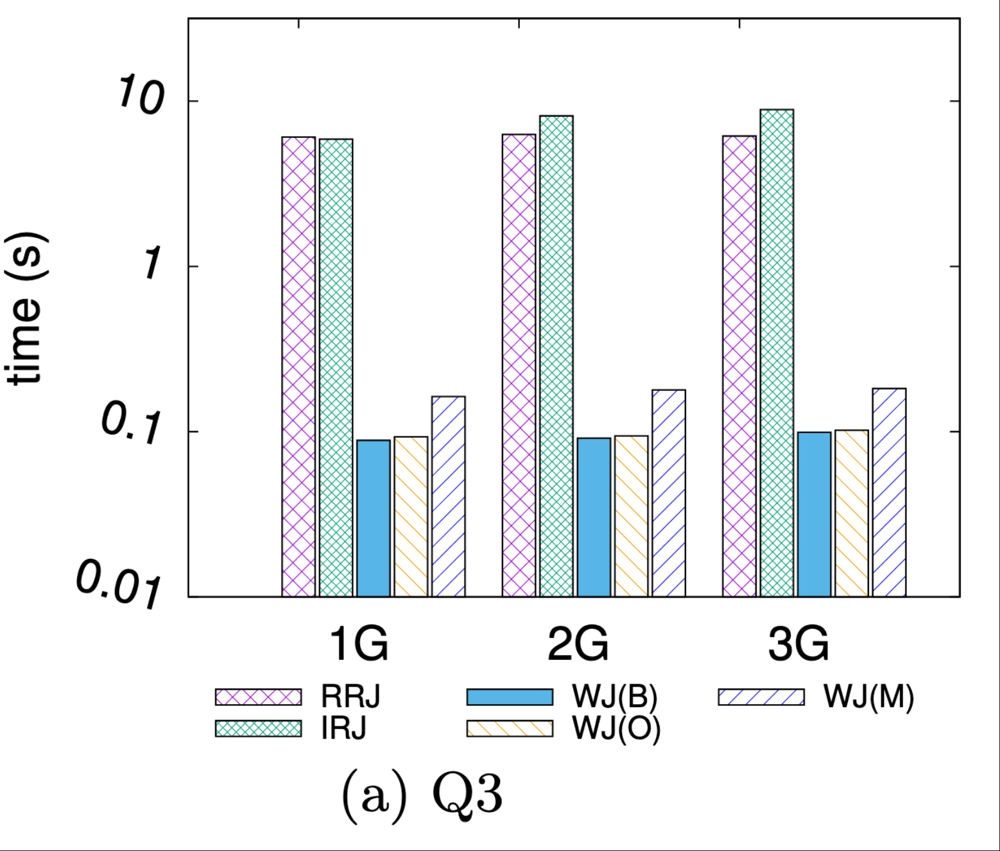 10
1
0.1
0.01
time (s)
1G 2G 3G
RRJ WJ(B) WJ(M)
IRJ WJ(O)
(a) Q3